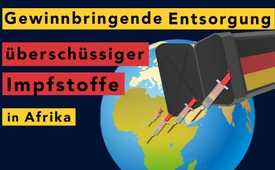 Gewinnbringende Entsorgung
überschüssiger
Impfstoffe
in Afrika